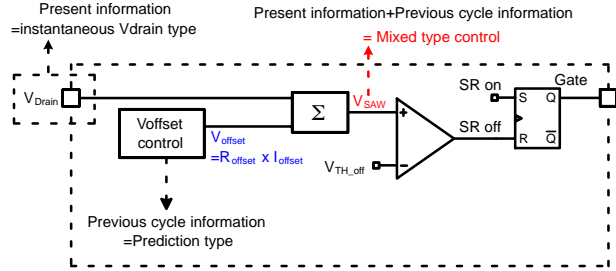 Present information
=instantaneous Vdrain type
Present information+Previous cycle information
= Mixed type control
VDrain
Voffset
control
Voffset
=Roffset x Ioffset
Σ
VSAW
+
−
VTH_off
SR on
SR off
Gate
S Q
R Q̅
Previous cycle information
=Prediction type